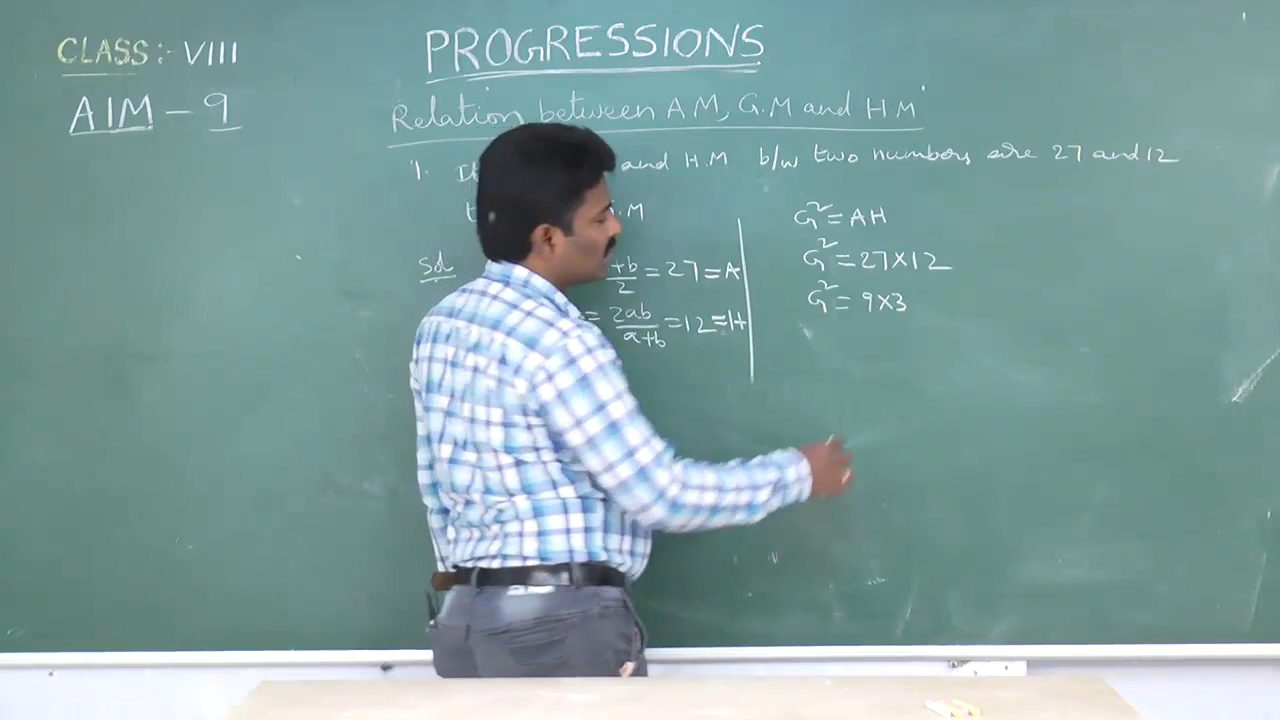 CLASS :- VIII
AIM - 9
PROGRESSIONS
Relation between A.M, G.M and H.M
1. If and H.M b/w two numbers are 27 and 12
.M
Sol +b/2 = 27 = A
= 2ab/a+b = 12 = H
G² = AH
G² = 27×12
G² = 9×3